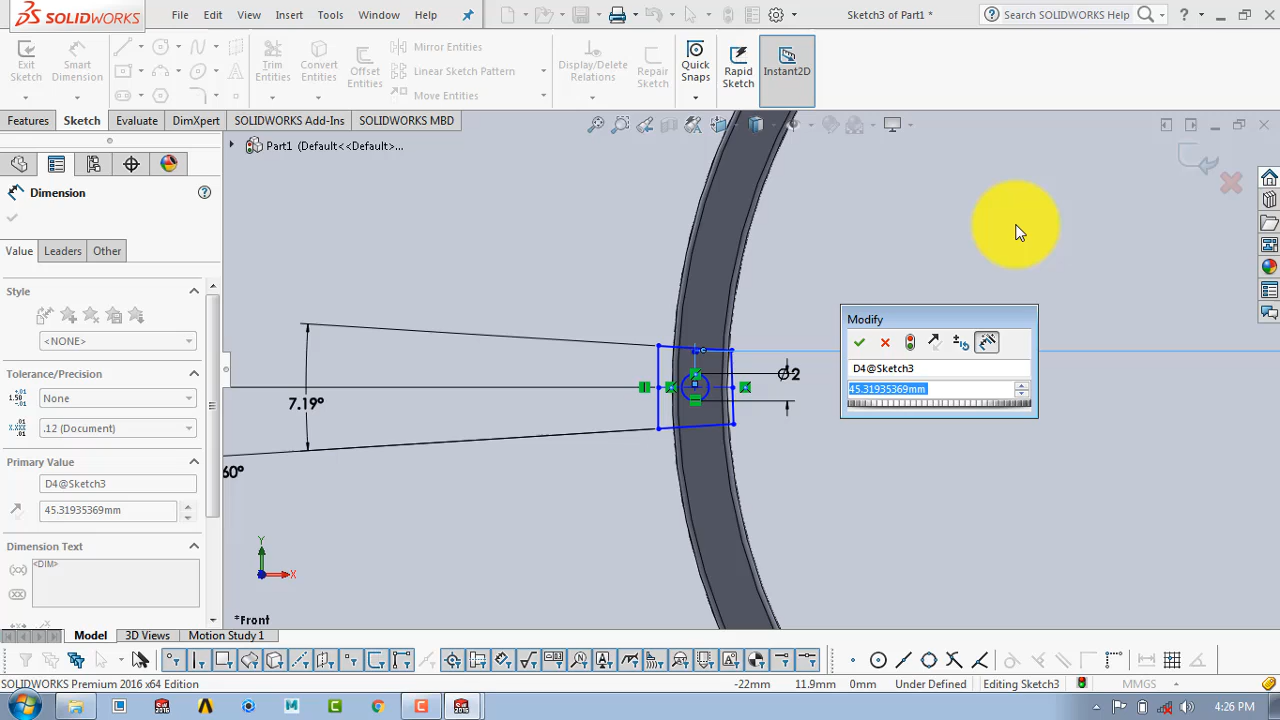 SOLIDWORKS
File Edit View Insert Tools Window Help
Sketch3 of Part1 *
Search SOLIDWORKS Help
Exit Sketch
Smart Dimension
Trim Entities
Convert Entities
Offset Entities
Mirror Entities
Linear Sketch Pattern
Move Entities
Display/Delete Relations
Repair Sketch
Quick Snaps
Rapid Sketch
Instant2D
Features Sketch Evaluate DimXpert SOLIDWORKS Add-Ins SOLIDWORKS MBD
Part1 (Default<<Default>...
Dimension
Value Leaders Other
Style
<NONE>
Tolerance/Precision
None
.12 (Document)
Primary Value
D4@Sketch3
45.31935369mm
Dimension Text
<DIM>
7.19°
60°
⌀2
Modify
D4@Sketch3
45.31935369mm
Y
X
*Front
Model 3D Views Motion Study 1
SOLIDWORKS Premium 2016 x64 Edition
-22mm 11.9mm 0mm Under Defined Editing Sketch3 MMGS
4:26 PM